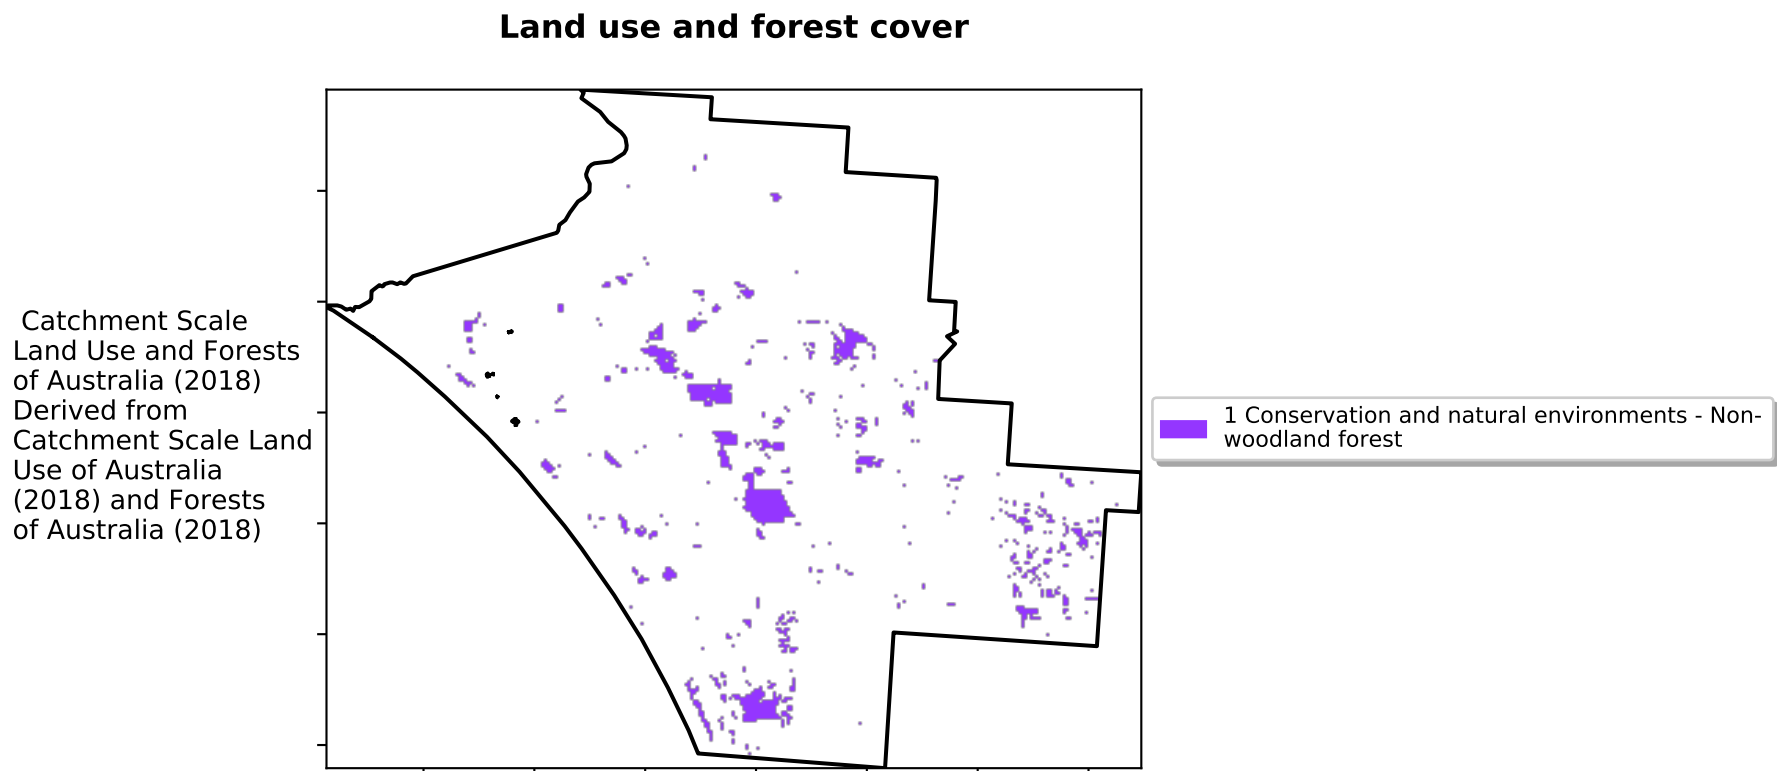 Land use and forest cover
Catchment Scale
Land Use and Forests
of Australia (2018)
Derived from
Catchment Scale Land
Use of Australia
(2018) and Forests
of Australia (2018)
1 Conservation and natural environments - Non-
woodland forest